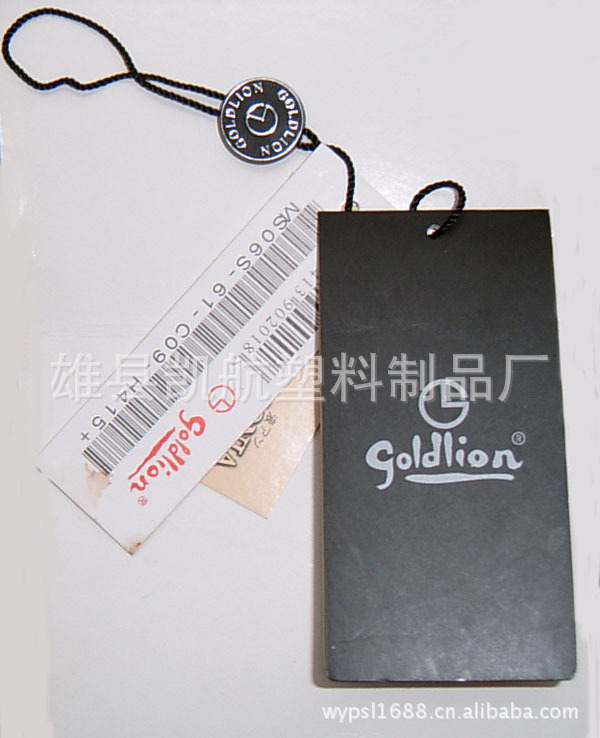 GOLDLION GOLDLION
MS06S-61-C09 H4115+
goldlion®
雄县凯航塑料制品厂
goldlion®
wypsl1688.cn.alibaba.com